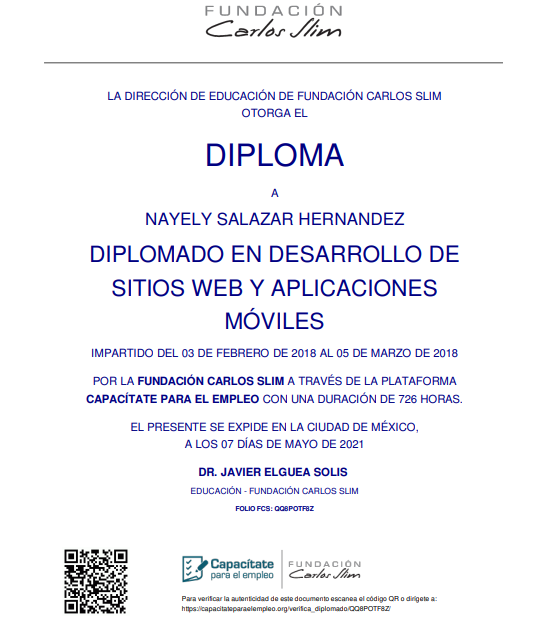 FUNDACIÓN
Carlos Slim
LA DIRECCIÓN DE EDUCACIÓN DE FUNDACIÓN CARLOS SLIM
OTORGA EL
DIPLOMA
A
NAYELY SALAZAR HERNANDEZ
DIPLOMADO EN DESARROLLO DE
SITIOS WEB Y APLICACIONES
MÓVILES
IMPARTIDO DEL 03 DE FEBRERO DE 2018 AL 05 DE MARZO DE 2018
POR LA FUNDACIÓN CARLOS SLIM A TRAVÉS DE LA PLATAFORMA
CAPACÍTATE PARA EL EMPLEO CON UNA DURACIÓN DE 726 HORAS.
EL PRESENTE SE EXPIDE EN LA CIUDAD DE MÉXICO,
A LOS 07 DÍAS DE MAYO DE 2021
DR. JAVIER ELGUEA SOLIS
EDUCACIÓN - FUNDACIÓN CARLOS SLIM
FOLIO FCS: QQ8POTF8Z
Capacítate
para el empleo
FUNDACIÓN
Carlos Slim
Para verificar la autenticidad de este documento escanea el código QR o dirígete a:
https://capacitateparaelempleo.org/verifica_diplomado/QQ8POTF8Z/